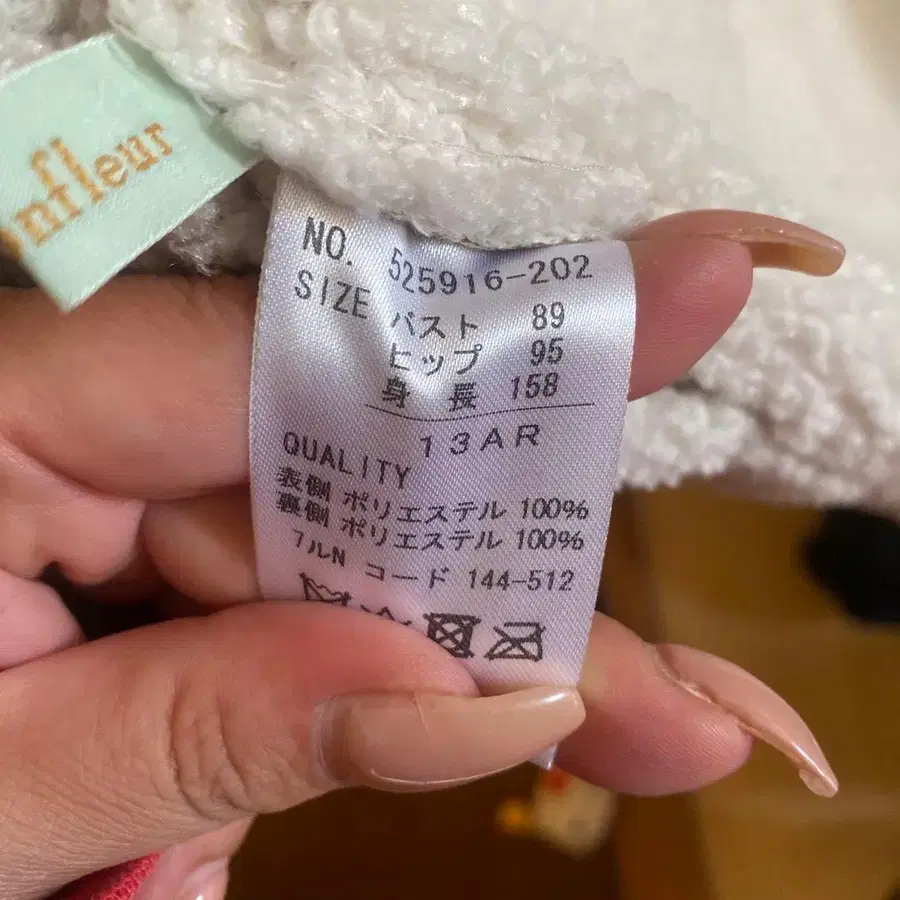 nfleur
NO. 525916-202
SIZE バスト 89
ヒップ 95
身長 158
13AR
QUALITY
表側 ポリエステル 100%
裏側 ポリエステル 100%
フルN コード 144-512